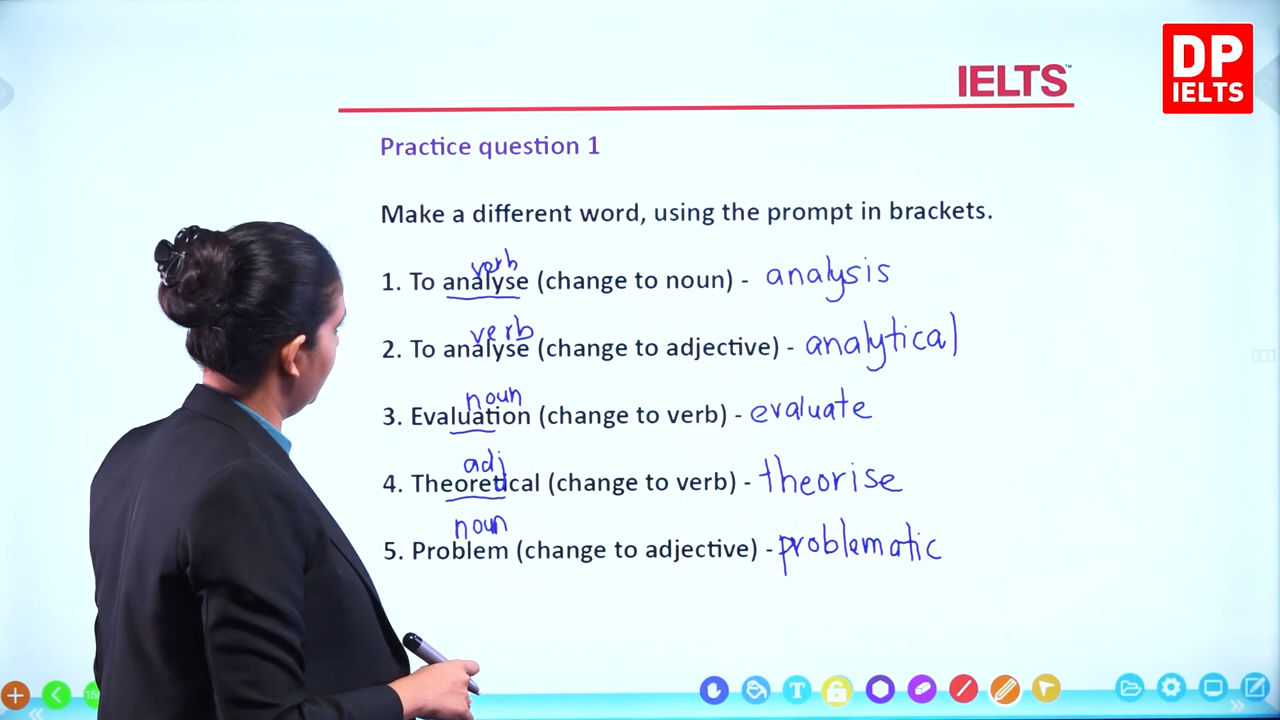 DP
IELTS
IELTS™
Practice question 1
Make a different word, using the prompt in brackets.
verb
1. To analyse (change to noun) - analysis
verb
2. To analyse (change to adjective) - analytical
noun
3. Evaluation (change to verb) - evaluate
adj
4. Theoretical (change to verb) - theorise
noun
5. Problem (change to adjective) - problematic
T